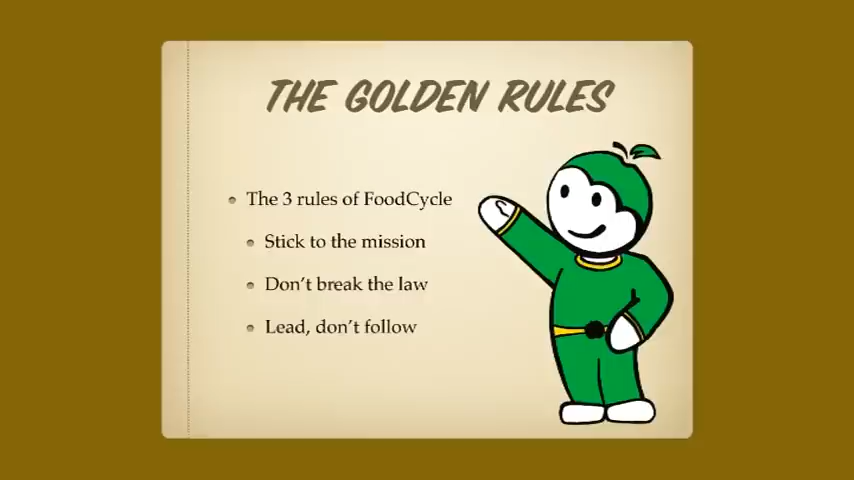 THE GOLDEN RULES
The 3 rules of FoodCycle
Stick to the mission
Don't break the law
Lead, don't follow